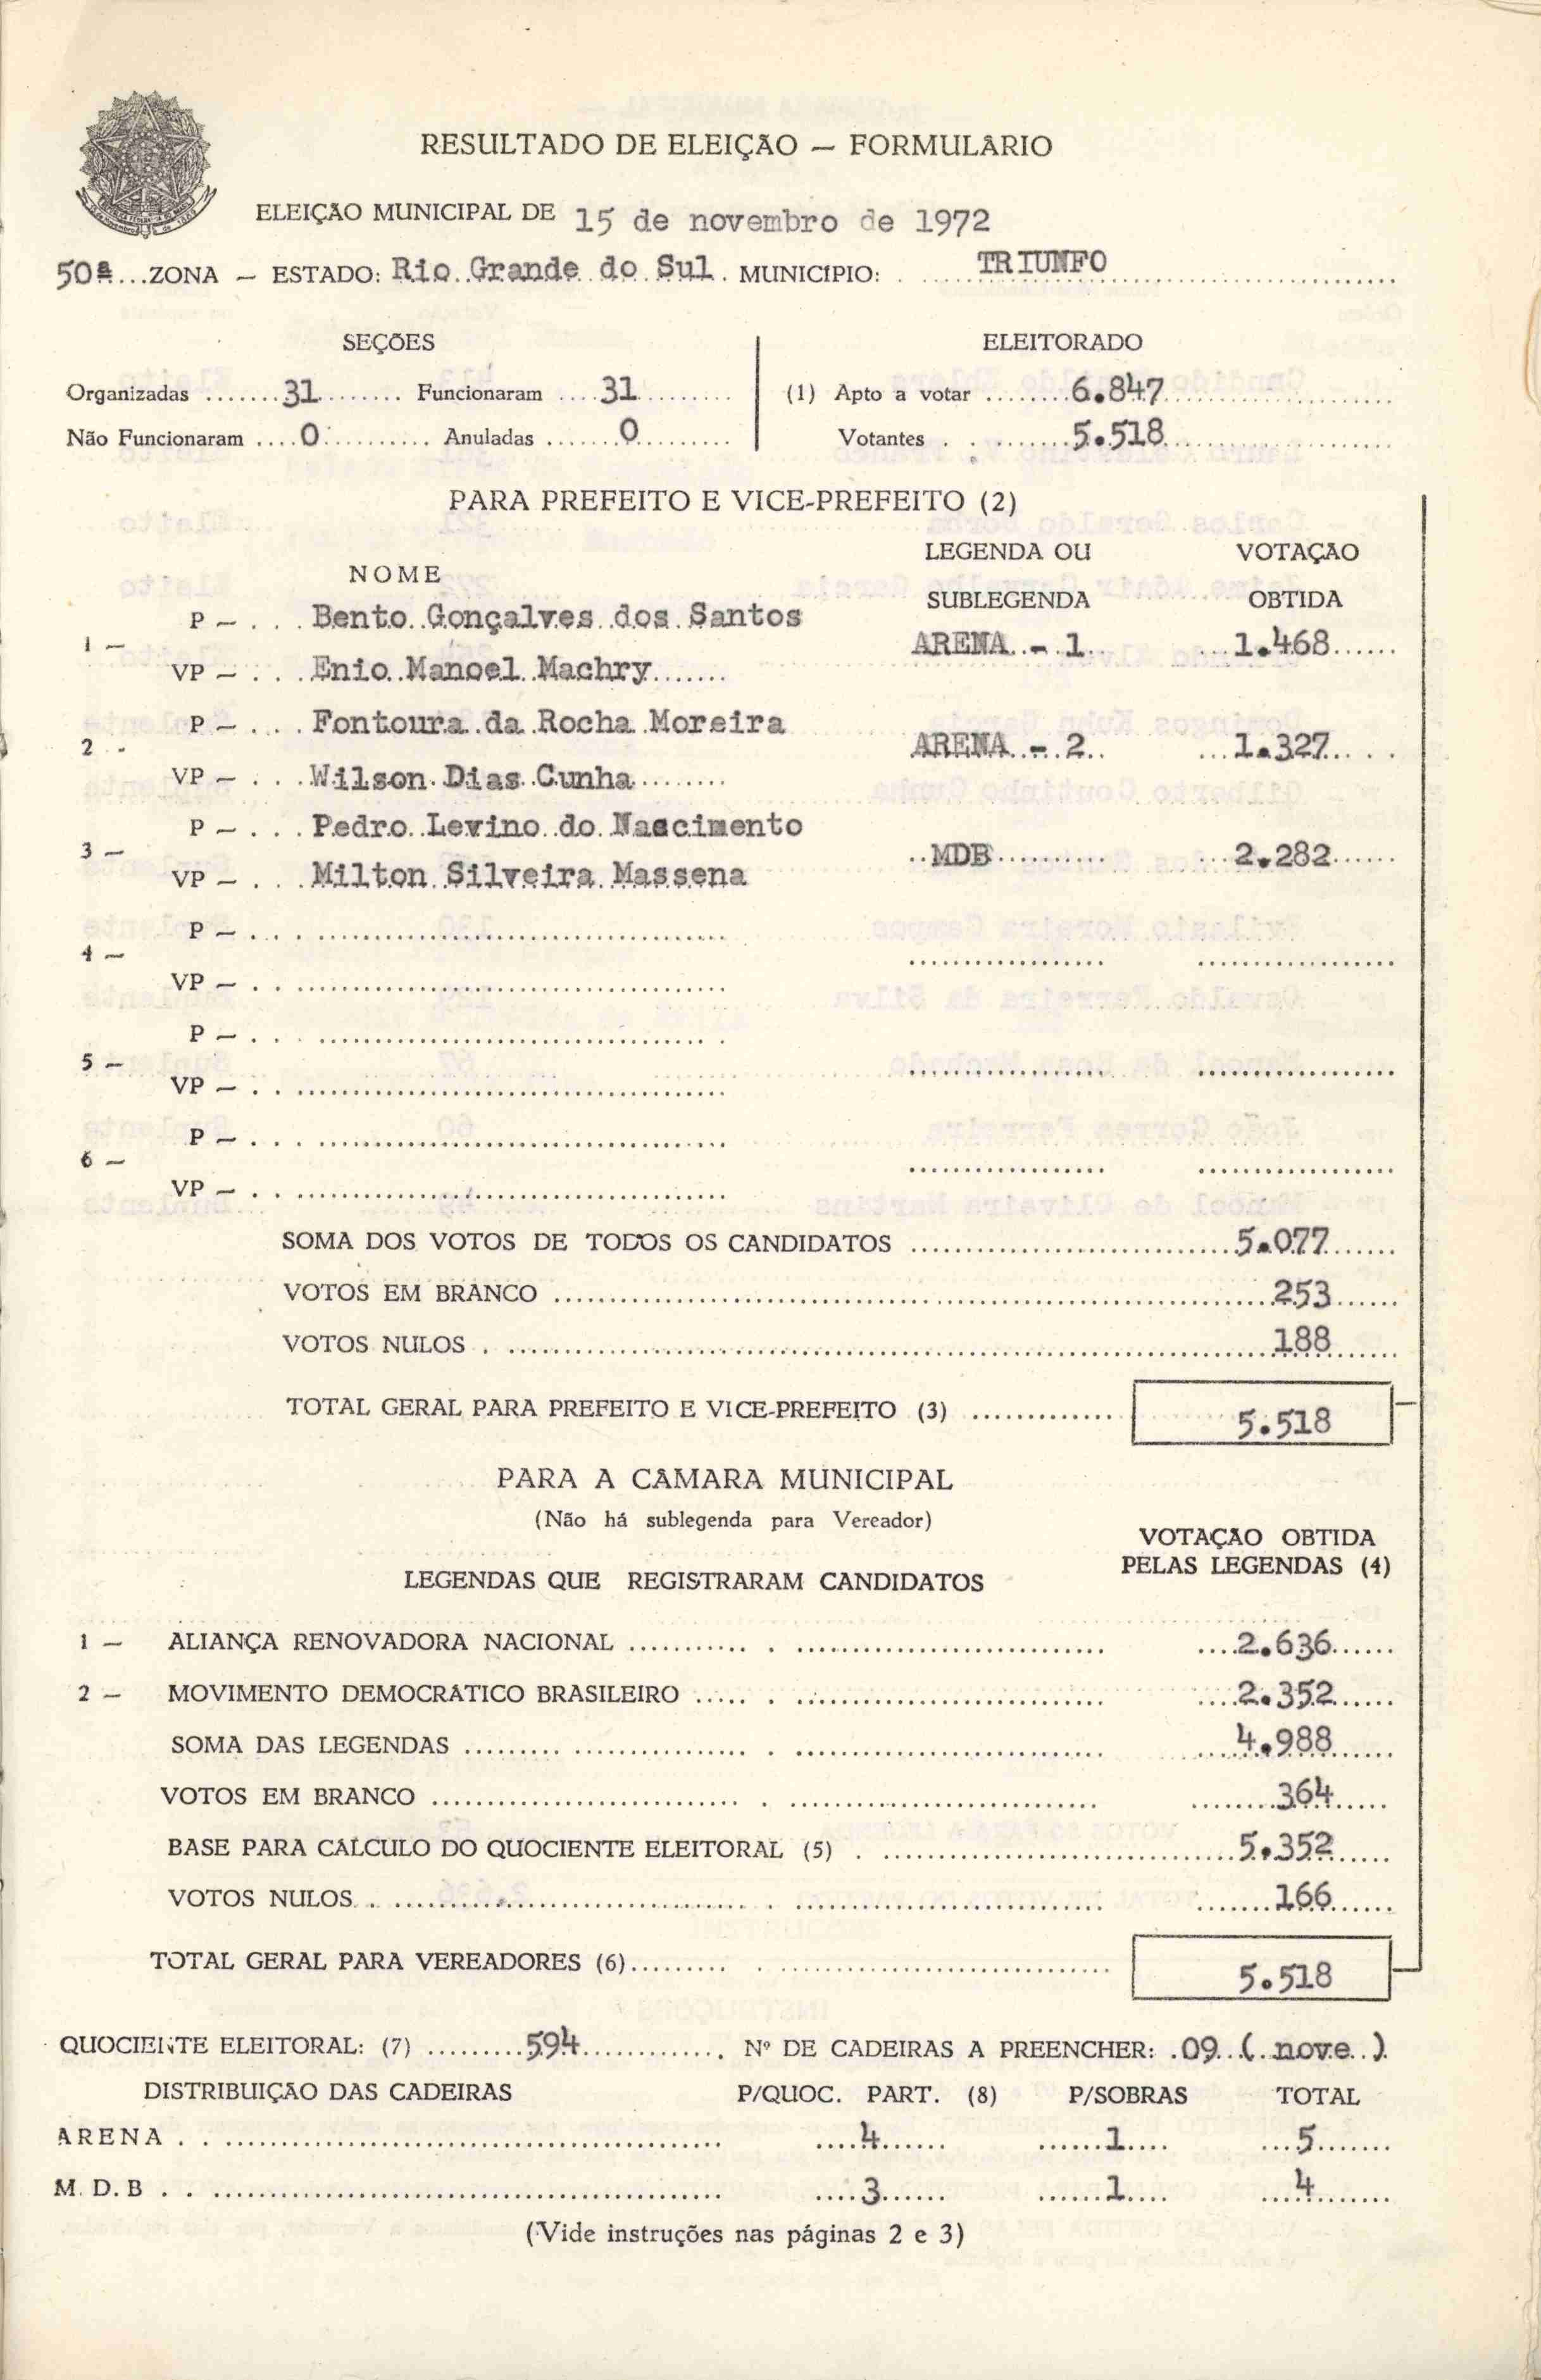 RESULTADO DE ELEIÇÃO — FORMULÁRIO
ELEIÇÃO MUNICIPAL DE 15 de novembro de 1972
50ª...ZONA — ESTADO: Rio Grande do Sul. MUNICIPIO: TRIUNFO
SEÇÕES ELEITORADO
Organizadas 31 Funcionaram 31 (1) Apto a votar 6.847
Não Funcionaram 0 Anuladas 0 Votantes 5.518
PARA PREFEITO E VICE-PREFEITO (2)
NOME LEGENDA OU SUBLEGENDA VOTAÇÃO OBTIDA
P — Bento Gonçalves dos Santos
1 — ARENA - 1 1.468
VP — Enio Manoel Machry
P — Fontoura da Rocha Moreira
2 - ARENA - 2 1.327
VP — Wilson Dias Cunha
P — Pedro Levino do Nascimento
3 — MDB 2.282
VP — Milton Silveira Massena
P —
4 —
VP —
P —
5 —
VP —
P —
6 —
VP —
SOMA DOS VOTOS DE TODOS OS CANDIDATOS 5.077
VOTOS EM BRANCO 253
VOTOS NULOS 188
TOTAL GERAL PARA PREFEITO E VICE-PREFEITO (3) 5.518
PARA A CÂMARA MUNICIPAL
(Não há sublegenda para Vereador)
LEGENDAS QUE REGISTRARAM CANDIDATOS VOTAÇÃO OBTIDA PELAS LEGENDAS (4)
1 — ALIANÇA RENOVADORA NACIONAL 2.636
2 — MOVIMENTO DEMOCRÁTICO BRASILEIRO 2.352
SOMA DAS LEGENDAS 4.988
VOTOS EM BRANCO 364
BASE PARA CÁLCULO DO QUOCIENTE ELEITORAL (5) 5.352
VOTOS NULOS 166
TOTAL GERAL PARA VEREADORES (6) 5.518
QUOCIENTE ELEITORAL: (7) 594 Nº DE CADEIRAS A PREENCHER: 09 ( nove )
DISTRIBUIÇÃO DAS CADEIRAS P/QUOC. PART. (8) P/SOBRAS TOTAL
ARENA 4 1 5
M. D. B 3 1 4
(Vide instruções nas páginas 2 e 3)